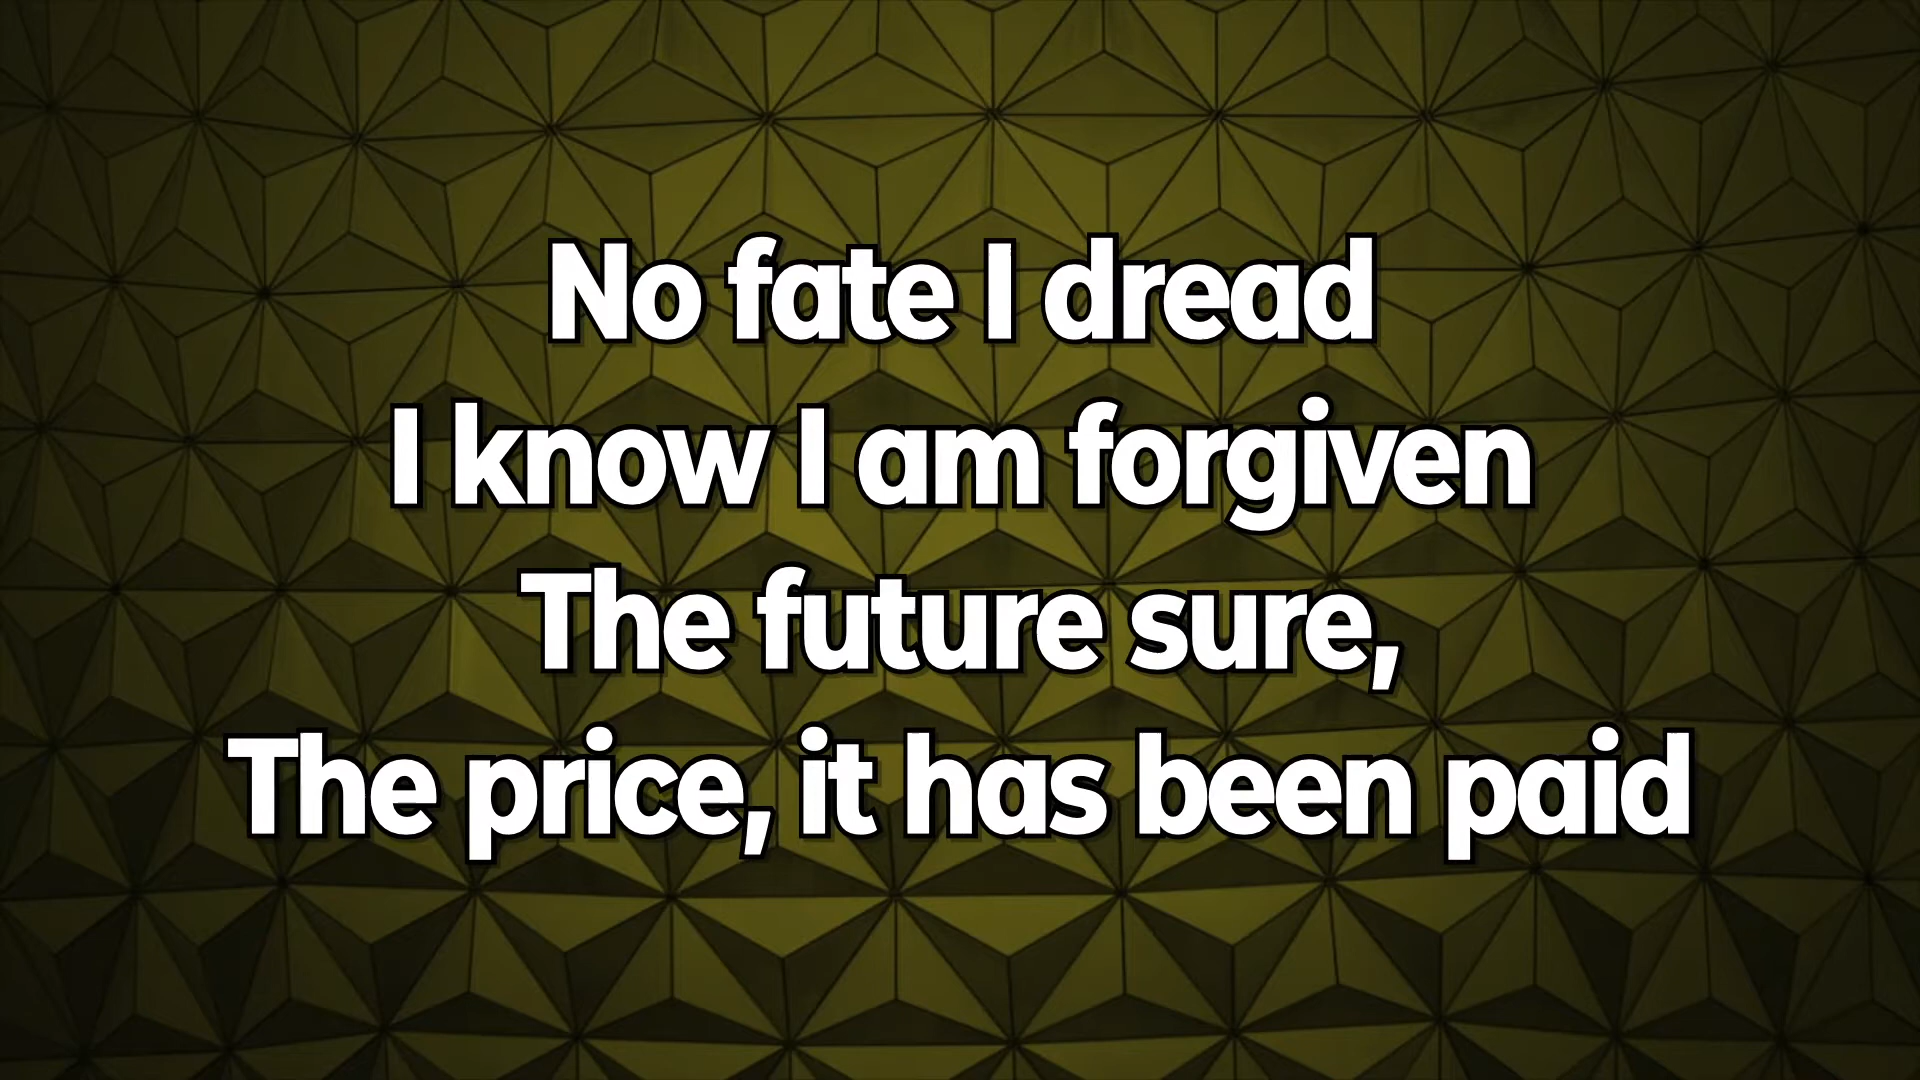 No fate I dread
I know I am forgiven
The future sure,
The price, it has been paid